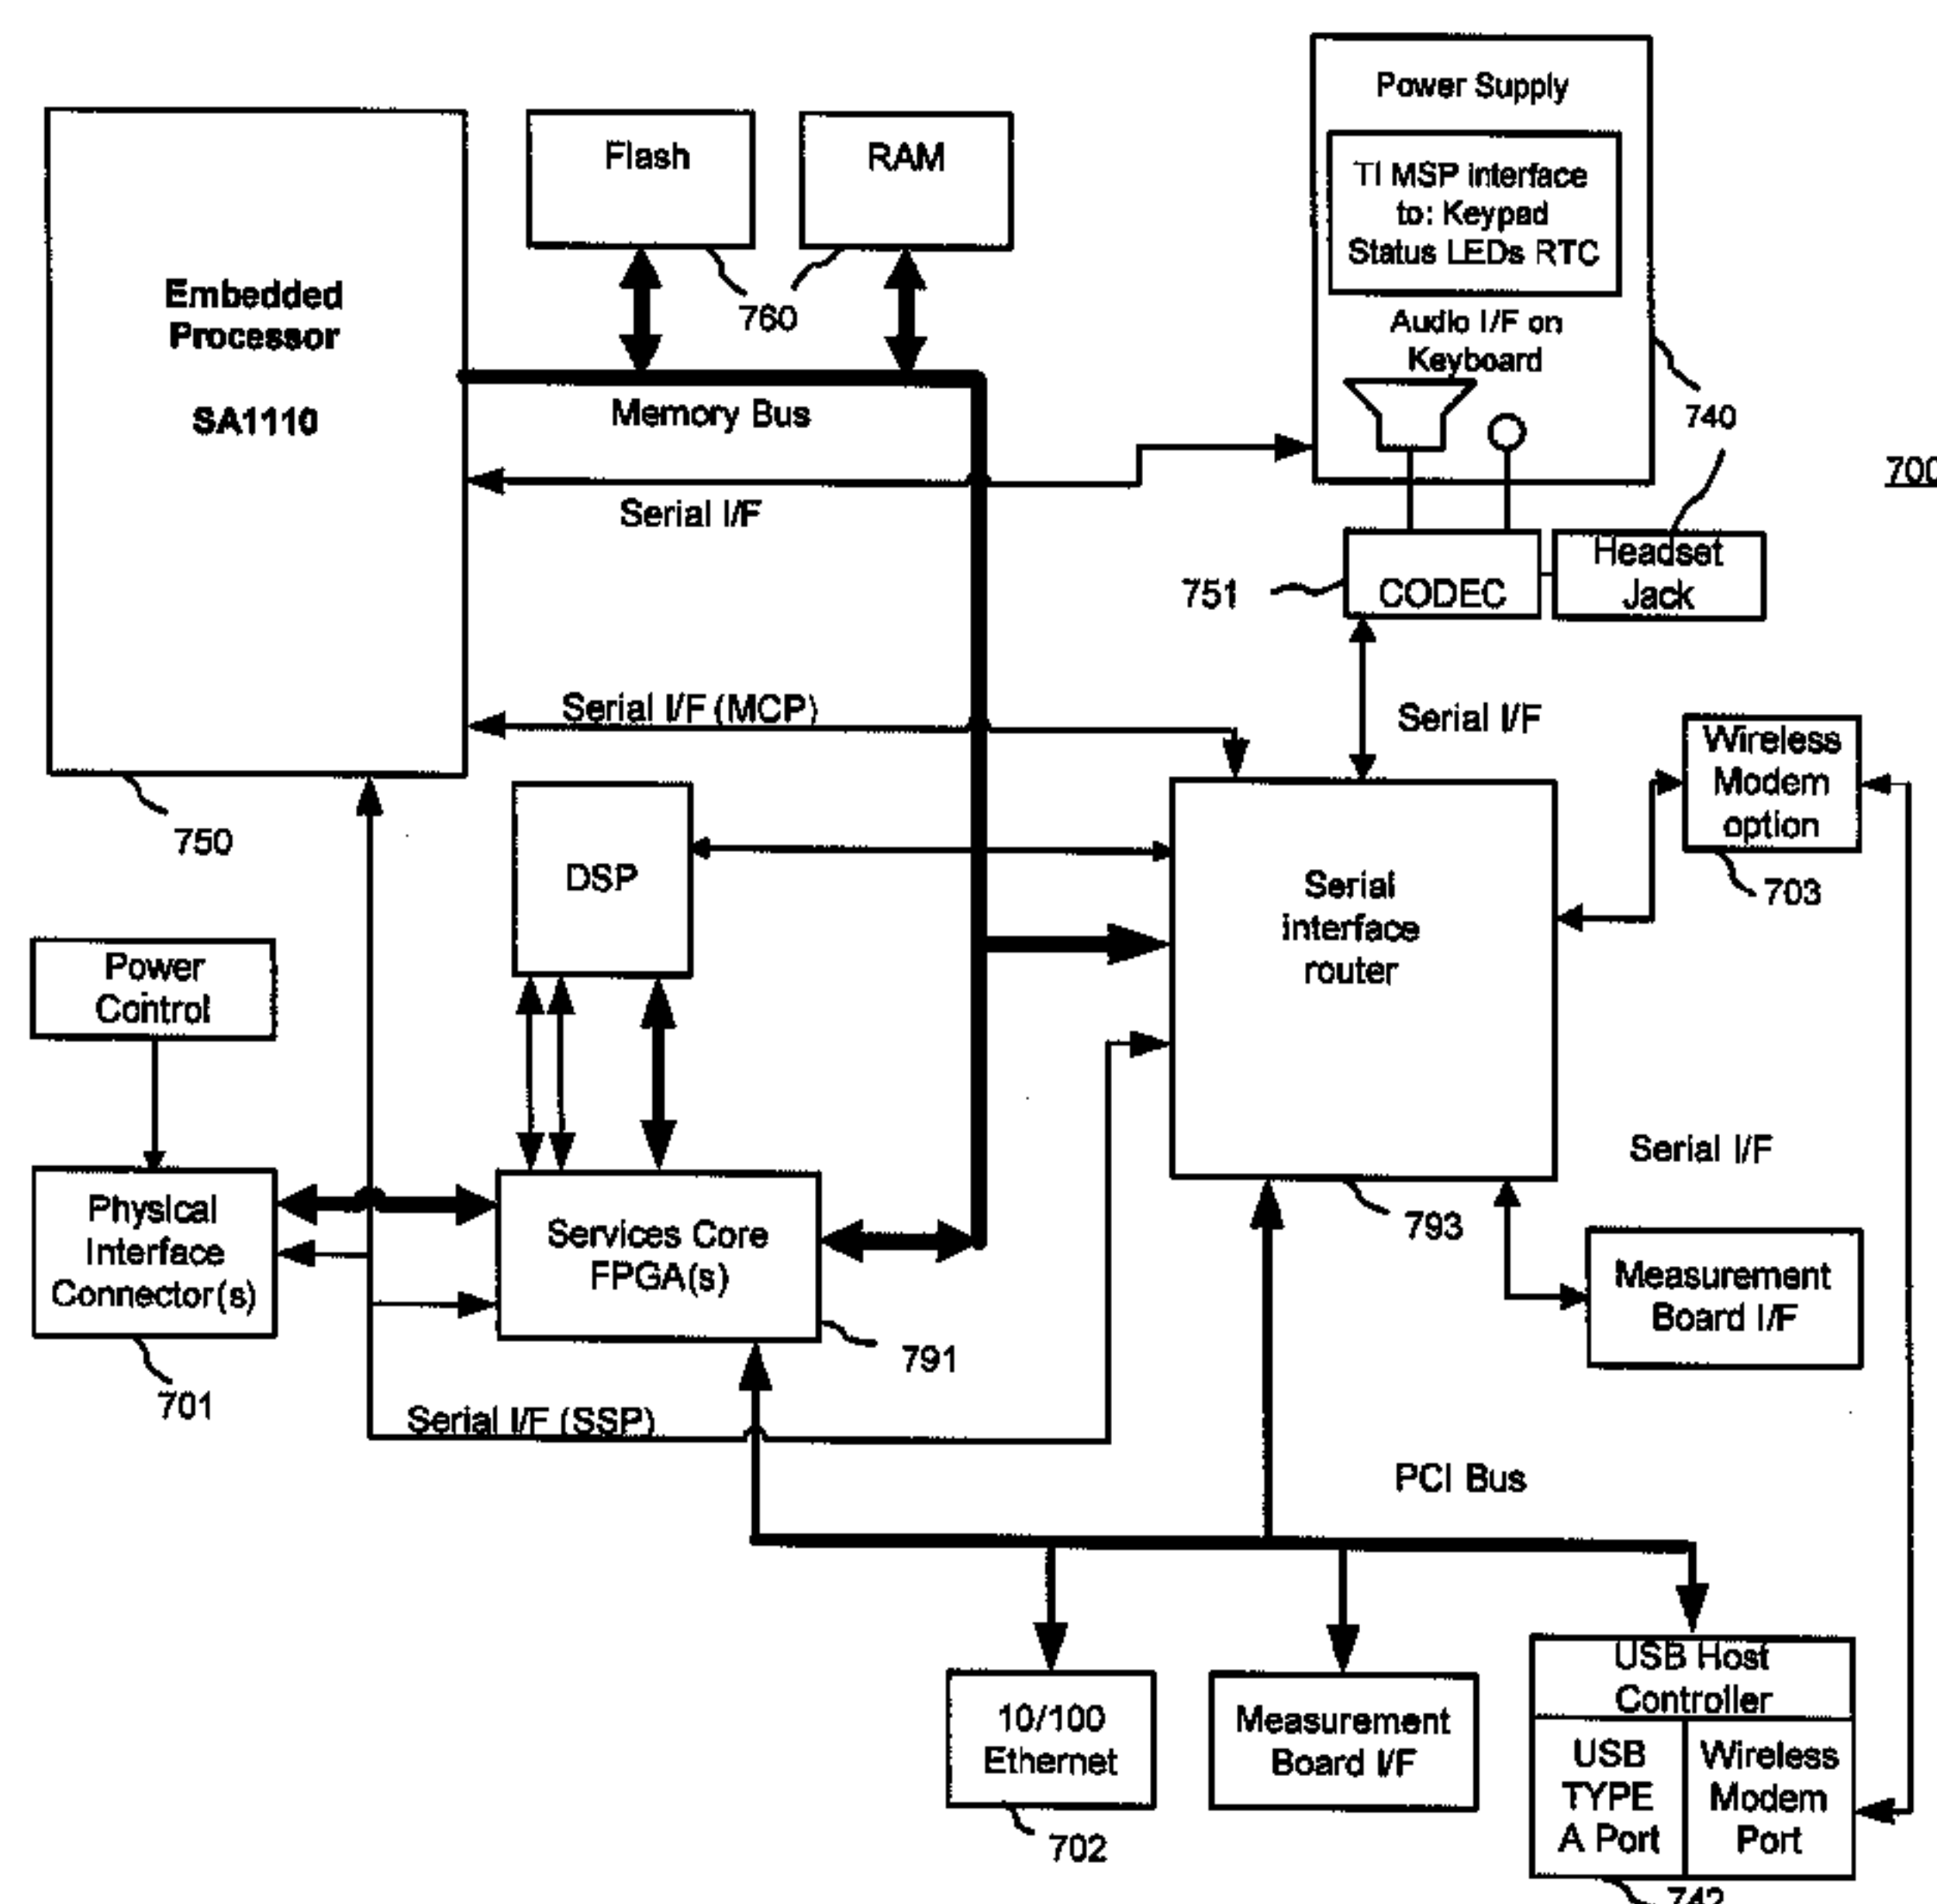 Power Supply
TI MSP interface
to: Keypad
Status LEDs RTC
Audio I/F on
Keyboard
740
700
Flash
RAM
760
Embedded
Processor
SA1110
Memory Bus
Serial I/F
751
CODEC
Headset
Jack
Serial I/F (MCP)
Serial I/F
Wireless
Modem
option
703
750
DSP
Serial
interface
router
Power
Control
Serial I/F
793
Physical
Interface
Connector(s)
701
Services Core
FPGA(s)
791
Measurement
Board I/F
Serial I/F (SSP)
PCI Bus
10/100
Ethernet
702
Measurement
Board I/F
USB Host
Controller
USB
TYPE
A Port
Wireless
Modem
Port
742